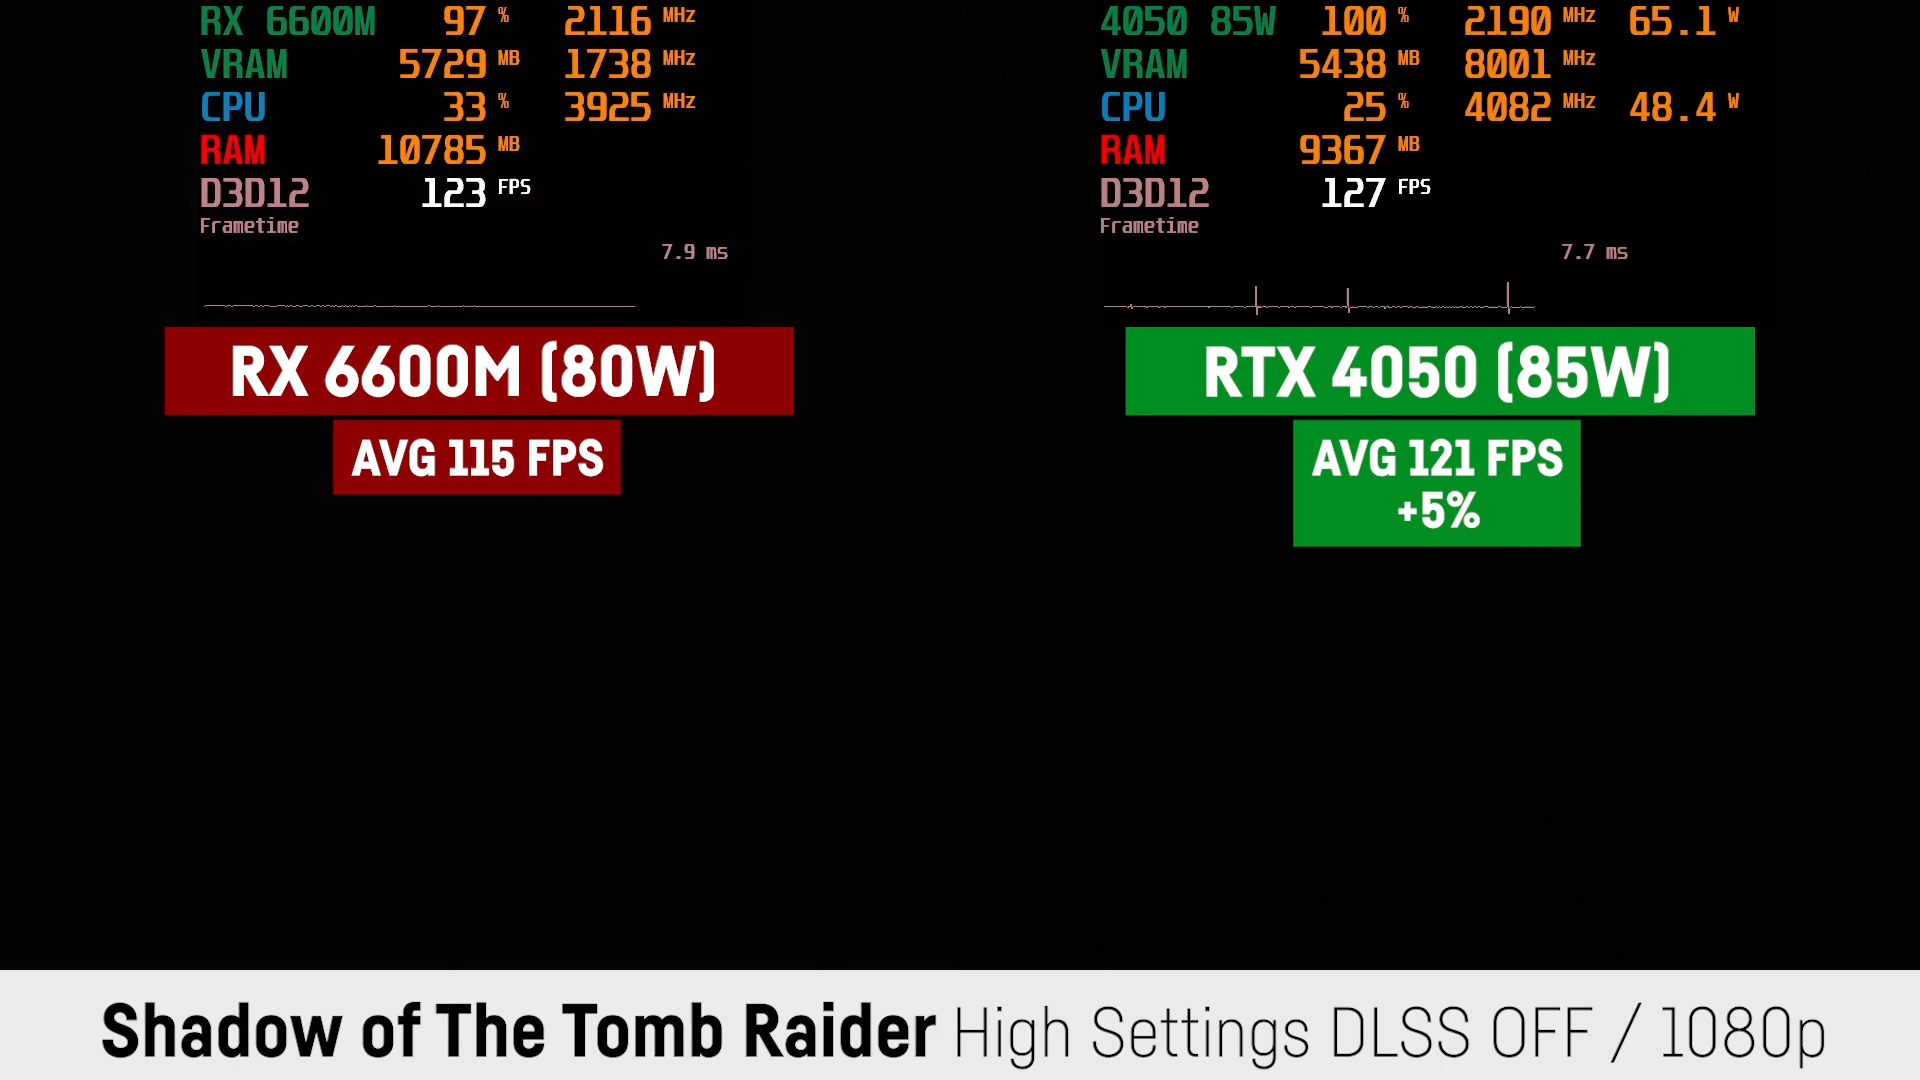 RX 6600M 97 % 2116 MHz
VRAM 5729 MB 1738 MHz
CPU 33 % 3925 MHz
RAM 10785 MB
D3D12 123 FPS
Frametime
7.9 ms
RX 6600M (80W)
AVG 115 FPS
4050 85W 100 % 2190 MHz 65.1 W
VRAM 5438 MB 8001 MHz
CPU 25 % 4082 MHz 48.4 W
RAM 9367 MB
D3D12 127 FPS
Frametime
7.7 ms
RTX 4050 (85W)
AVG 121 FPS
+5%
Shadow of The Tomb Raider High Settings DLSS OFF / 1080p